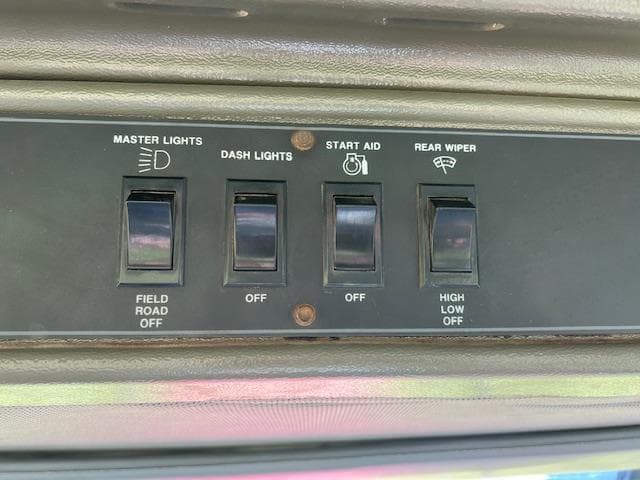 MASTER LIGHTS
DASH LIGHTS
START AID
REAR WIPER
FIELD
ROAD
OFF
OFF
OFF
HIGH
LOW
OFF